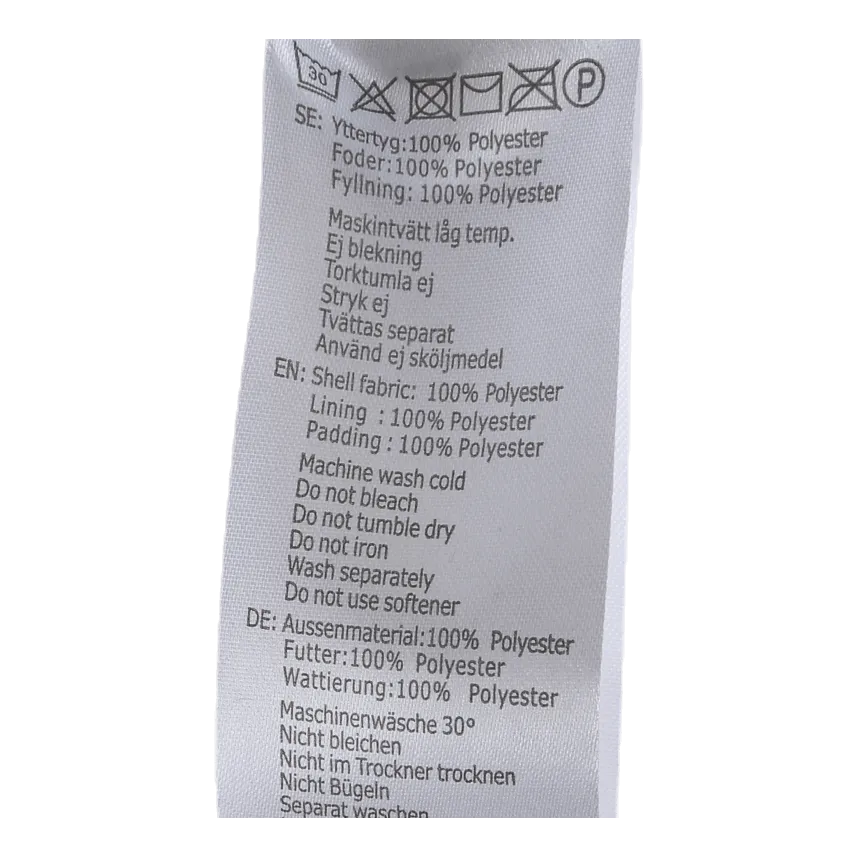 30 P
SE: Yttertyg:100% Polyester
Foder:100% Polyester
Fyllning: 100% Polyester
Maskintvätt låg temp.
Ej blekning
Torktumla ej
Stryk ej
Tvättas separat
Använd ej sköljmedel
EN: Shell fabric: 100% Polyester
Lining : 100% Polyester
Padding : 100% Polyester
Machine wash cold
Do not bleach
Do not tumble dry
Do not iron
Wash separately
Do not use softener
DE: Aussenmaterial:100% Polyester
Futter:100% Polyester
Wattierung:100% Polyester
Maschinenwäsche 30°
Nicht bleichen
Nicht im Trockner trocknen
Nicht Bügeln
Separat waschen